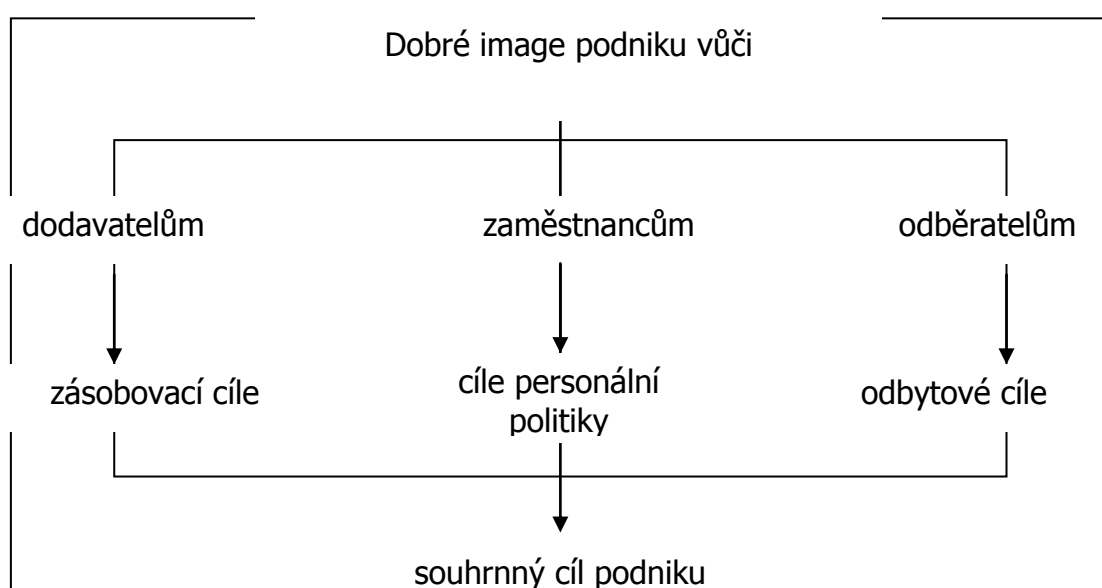 Dobré image podniku vůči
dodavatelům
zaměstnancům
odběratelům
zásobovací cíle
cíle personální
politiky
odbytové cíle
souhrnný cíl podniku